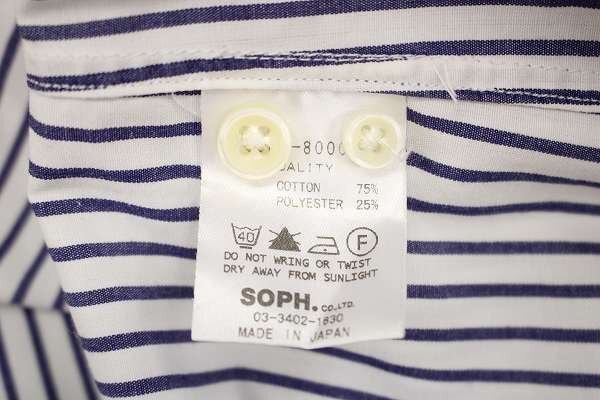 -8000
COTTON 75%
POLYESTER 25%
40 F
DO NOT WRING OR TWIST
DRY AWAY FROM SUNLIGHT
SOPH. CO.,LTD.
03-3402-1830
MADE IN JAPAN